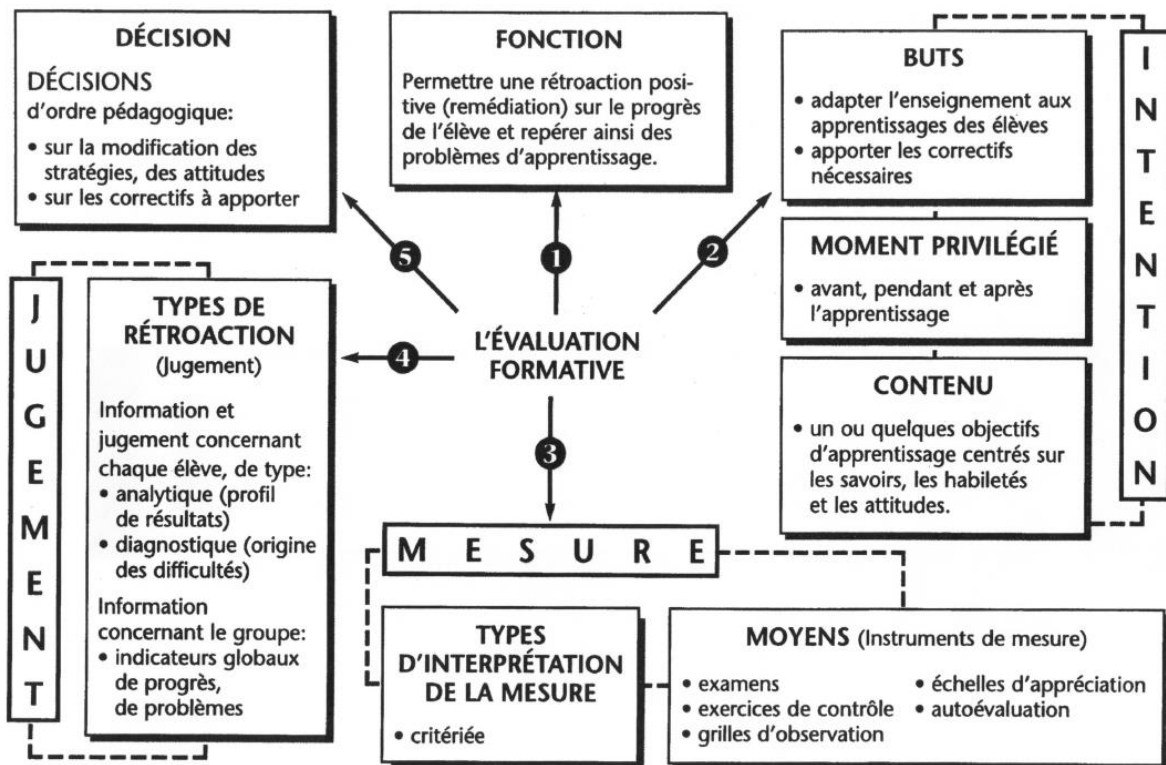 DÉCISION
DÉCISIONS
d'ordre pédagogique:
• sur la modification des
stratégies, des attitudes
• sur les correctifs à apporter
FONCTION
Permettre une rétroaction posi-
tive (remédiation) sur le progrès
de l'élève et repérer ainsi des
problèmes d'apprentissage.
BUTS
• adapter l'enseignement aux
apprentissages des élèves
• apporter les correctifs
nécessaires
MOMENT PRIVILÉGIÉ
• avant, pendant et après
l'apprentissage
CONTENU
• un ou quelques objectifs
d'apprentissage centrés sur
les savoirs, les habiletés
et les attitudes.
INTENTION
5
1
2
L'ÉVALUATION
FORMATIVE
4
3
JUGEMENT
TYPES DE
RÉTROACTION
(Jugement)
Information et
jugement concernant
chaque élève, de type:
• analytique (profil
de résultats)
• diagnostique (origine
des difficultés)
Information
concernant le groupe:
• indicateurs globaux
de progrès,
de problèmes
MESURE
TYPES
D'INTERPRÉTATION
DE LA MESURE
• critériée
MOYENS (Instruments de mesure)
• examens
• exercices de contrôle
• grilles d'observation
• échelles d'appréciation
• autoévaluation